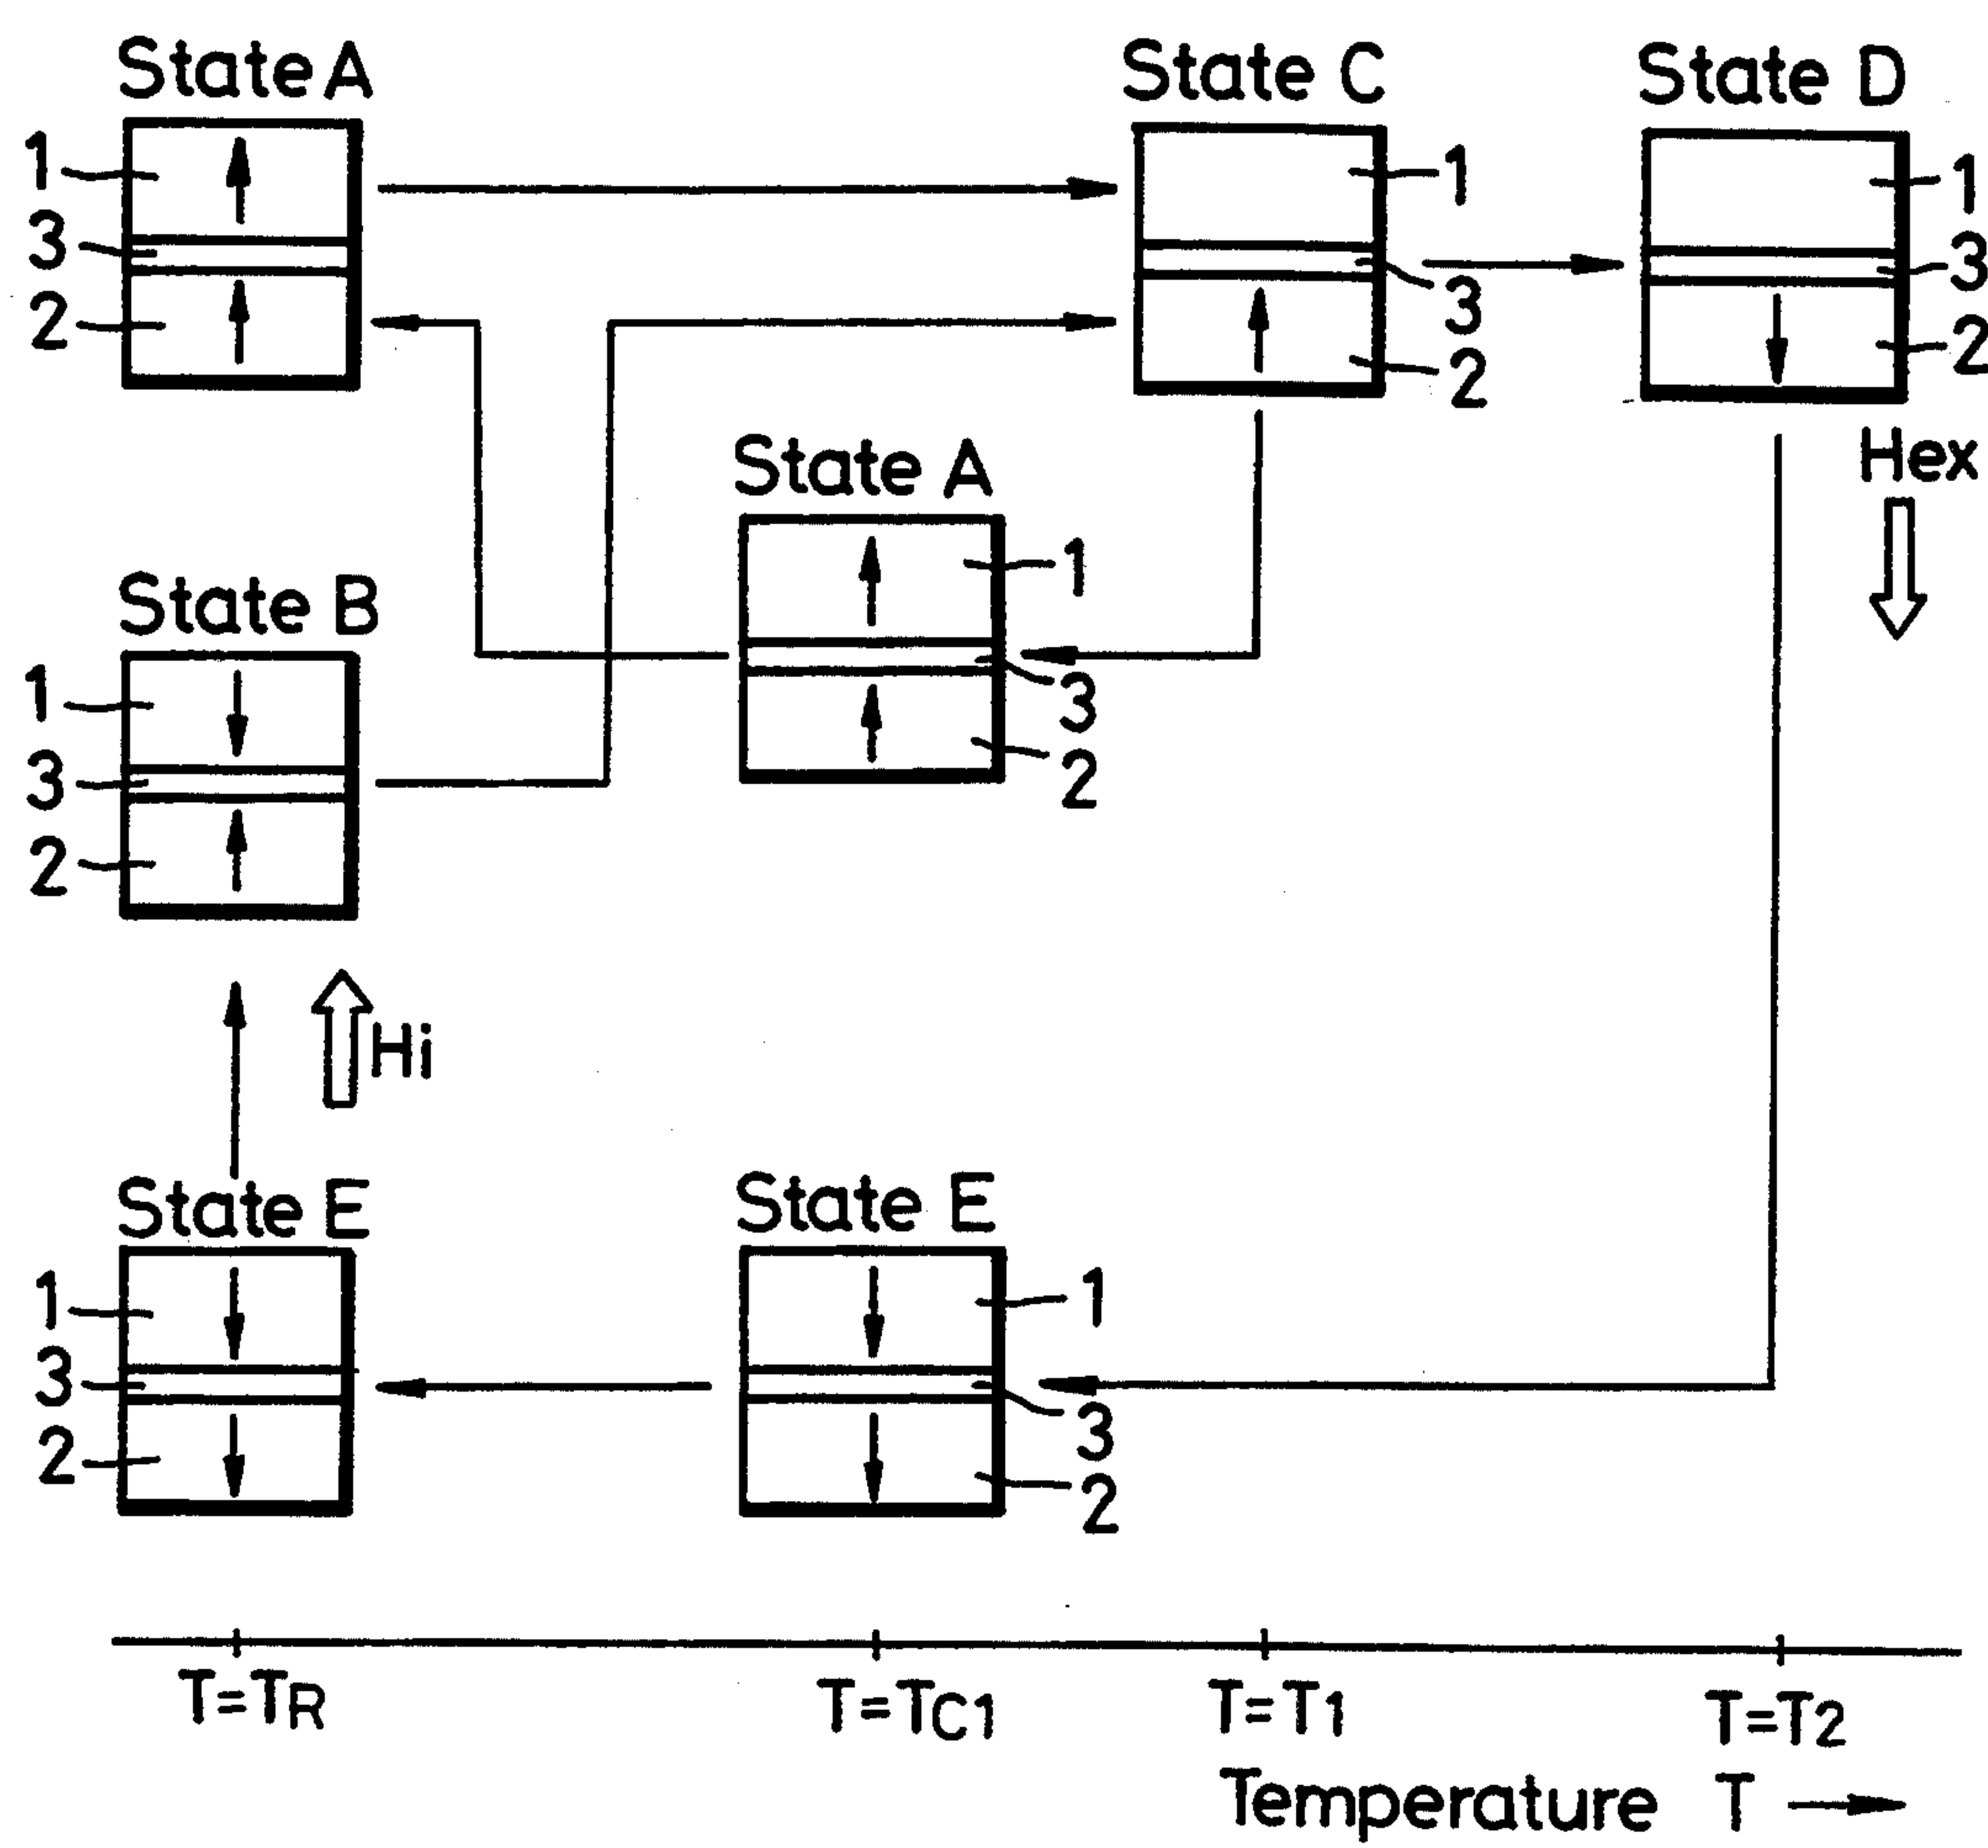 State A
State C
State D
1
3
2
1
3
2
1
3
2
Hex
State A
1
3
2
State B
1
3
2
Hi
State E
1
3
2
State E
1
3
2
T=TR
T=TC1
T=T1
T=T2
Temperature T